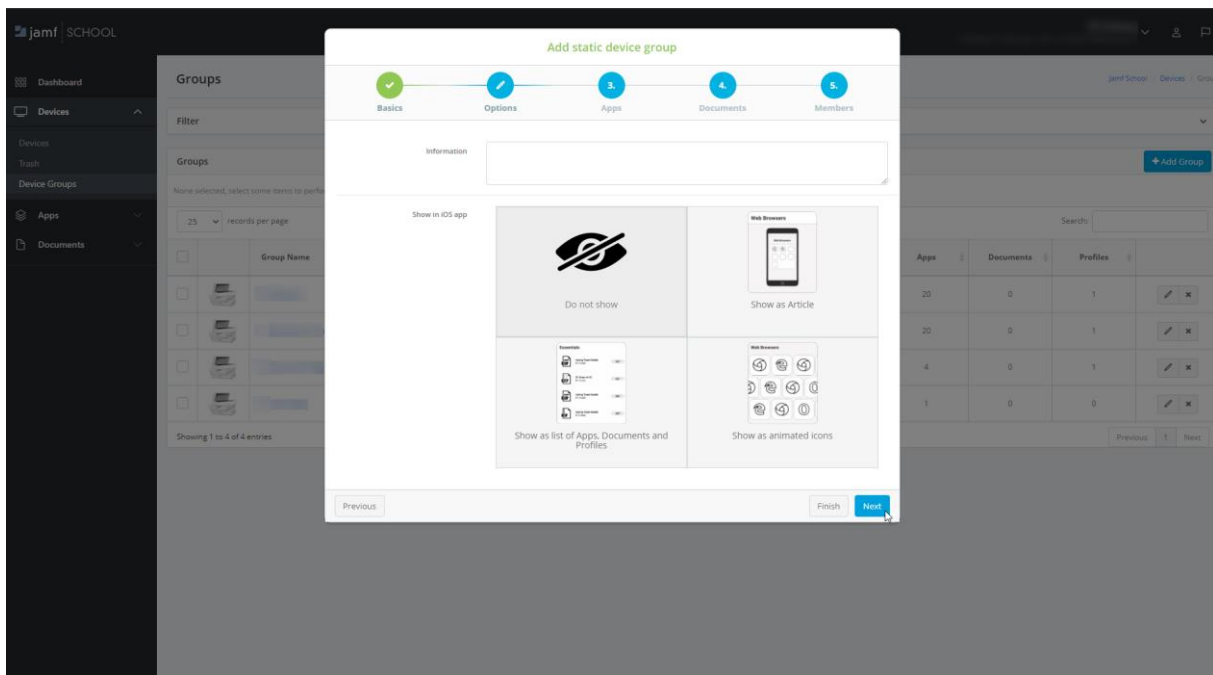 jamf SCHOOL
Dashboard
Devices
Devices
Trash
Device Groups
Apps
Documents
Groups
Jamf School / Devices /
Filter
Groups
+ Add Group
None selected, select some items to
25 records per page
Search:
Group Name
Apps
Documents
Profiles
20
0
1
20
0
1
4
0
1
1
0
0
Showing 1 to 4 of 4 entries
Previous 1 Next
Add static device group
3.
4.
5.
Basics
Options
Apps
Documents
Members
Information
Show in iOS app
Do not show
Web Browsers
Show as Article
Essentials
Show as list of Apps, Documents and
Profiles
Web Browsers
Show as animated icons
Previous
Finish
Next